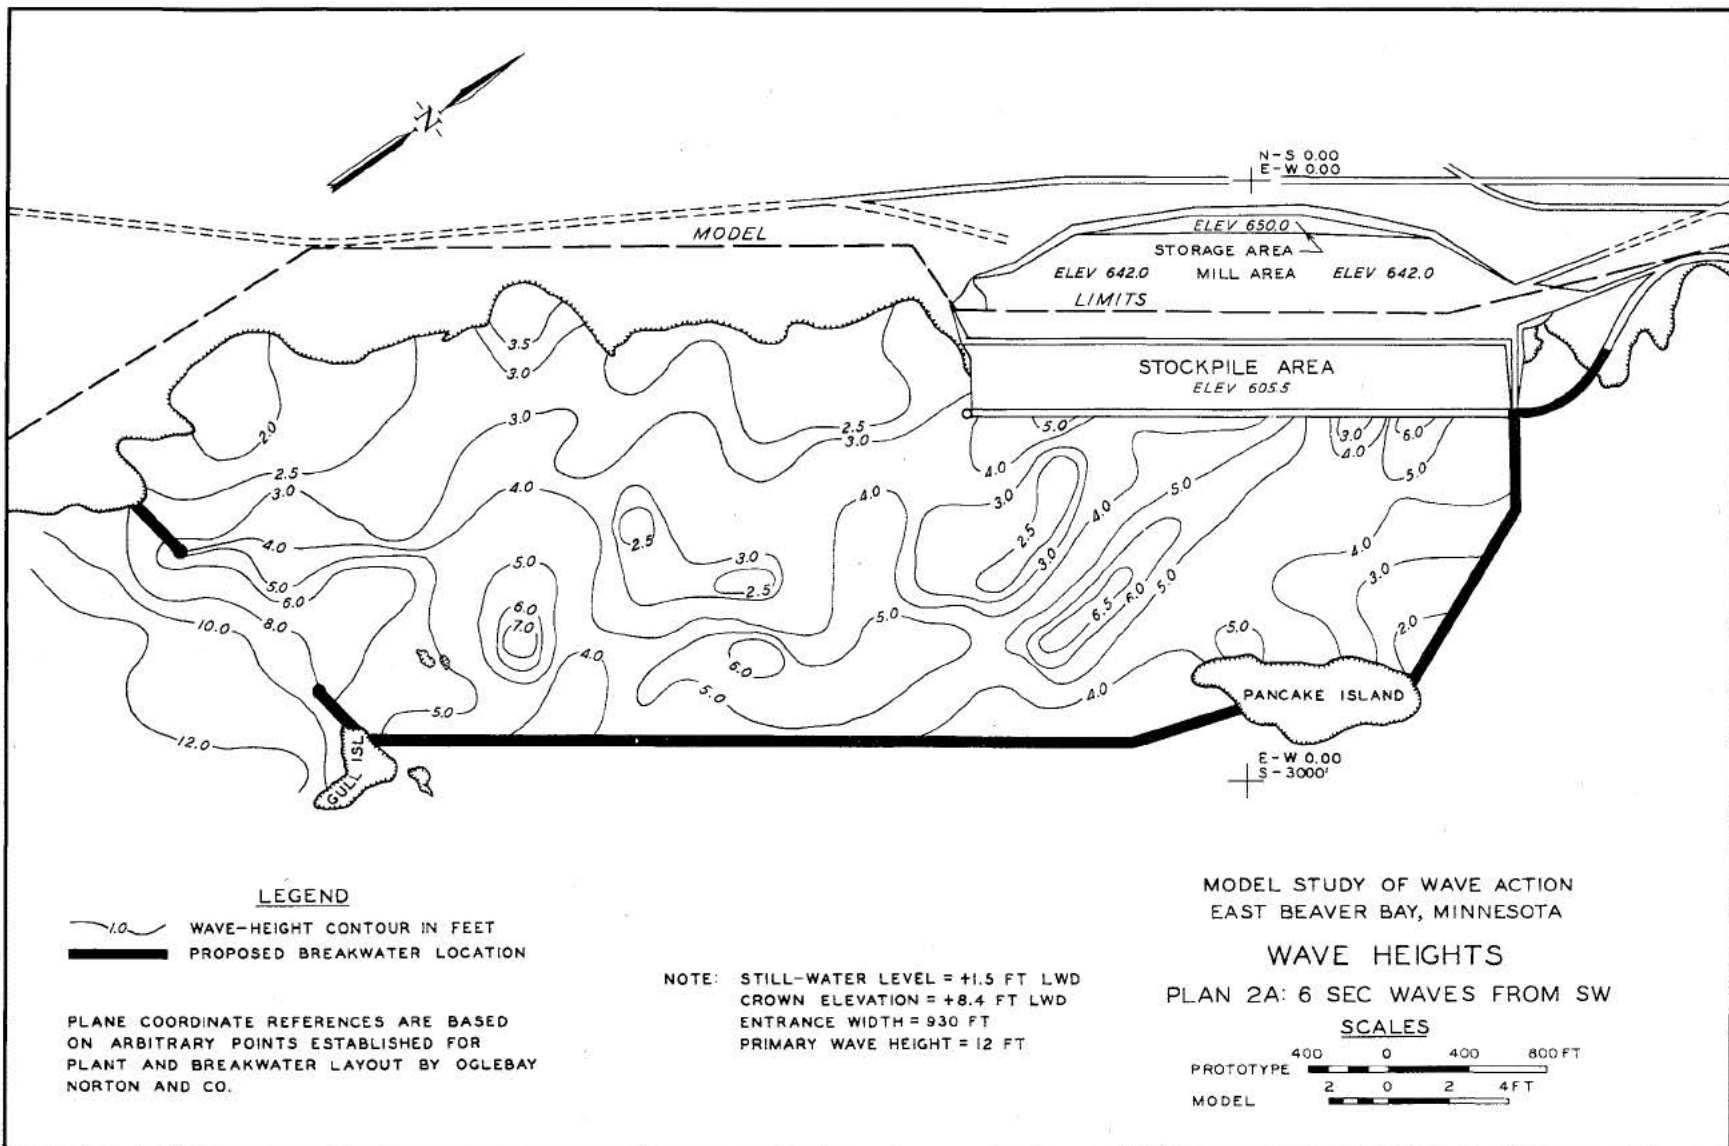 N
N-S 0.00
E-W 0.00
MODEL
ELEV 650.0
STORAGE AREA
ELEV 642.0 MILL AREA ELEV 642.0
LIMITS
3.5
3.0
STOCKPILE AREA
ELEV 605.5
2.0
3.0
2.5
3.0
5.0
3.0
6.0
4.0
2.5
3.0
4.0
4.0
3.0
5.0
4.0
5.0
2.5
4.0
2.5
3.0
4.0
5.0
6.0
5.0
3.0
2.5
3.0
5.0
6.0
3.0
10.0
8.0
6.0
7.0
5.0
6.5
5.0
2.0
4.0
6.0
5.0
5.0
4.0
PANCAKE ISLAND
12.0
GULL ISL
E-W 0.00
S-3000'
LEGEND
1.0 WAVE-HEIGHT CONTOUR IN FEET
PROPOSED BREAKWATER LOCATION
PLANE COORDINATE REFERENCES ARE BASED
ON ARBITRARY POINTS ESTABLISHED FOR
PLANT AND BREAKWATER LAYOUT BY OGLEBAY
NORTON AND CO.
NOTE: STILL-WATER LEVEL = +1.5 FT LWD
CROWN ELEVATION = +8.4 FT LWD
ENTRANCE WIDTH = 930 FT
PRIMARY WAVE HEIGHT = 12 FT
MODEL STUDY OF WAVE ACTION
EAST BEAVER BAY, MINNESOTA
WAVE HEIGHTS
PLAN 2A: 6 SEC WAVES FROM SW
SCALES
400 0 400 800 FT
PROTOTYPE
2 0 2 4 FT
MODEL